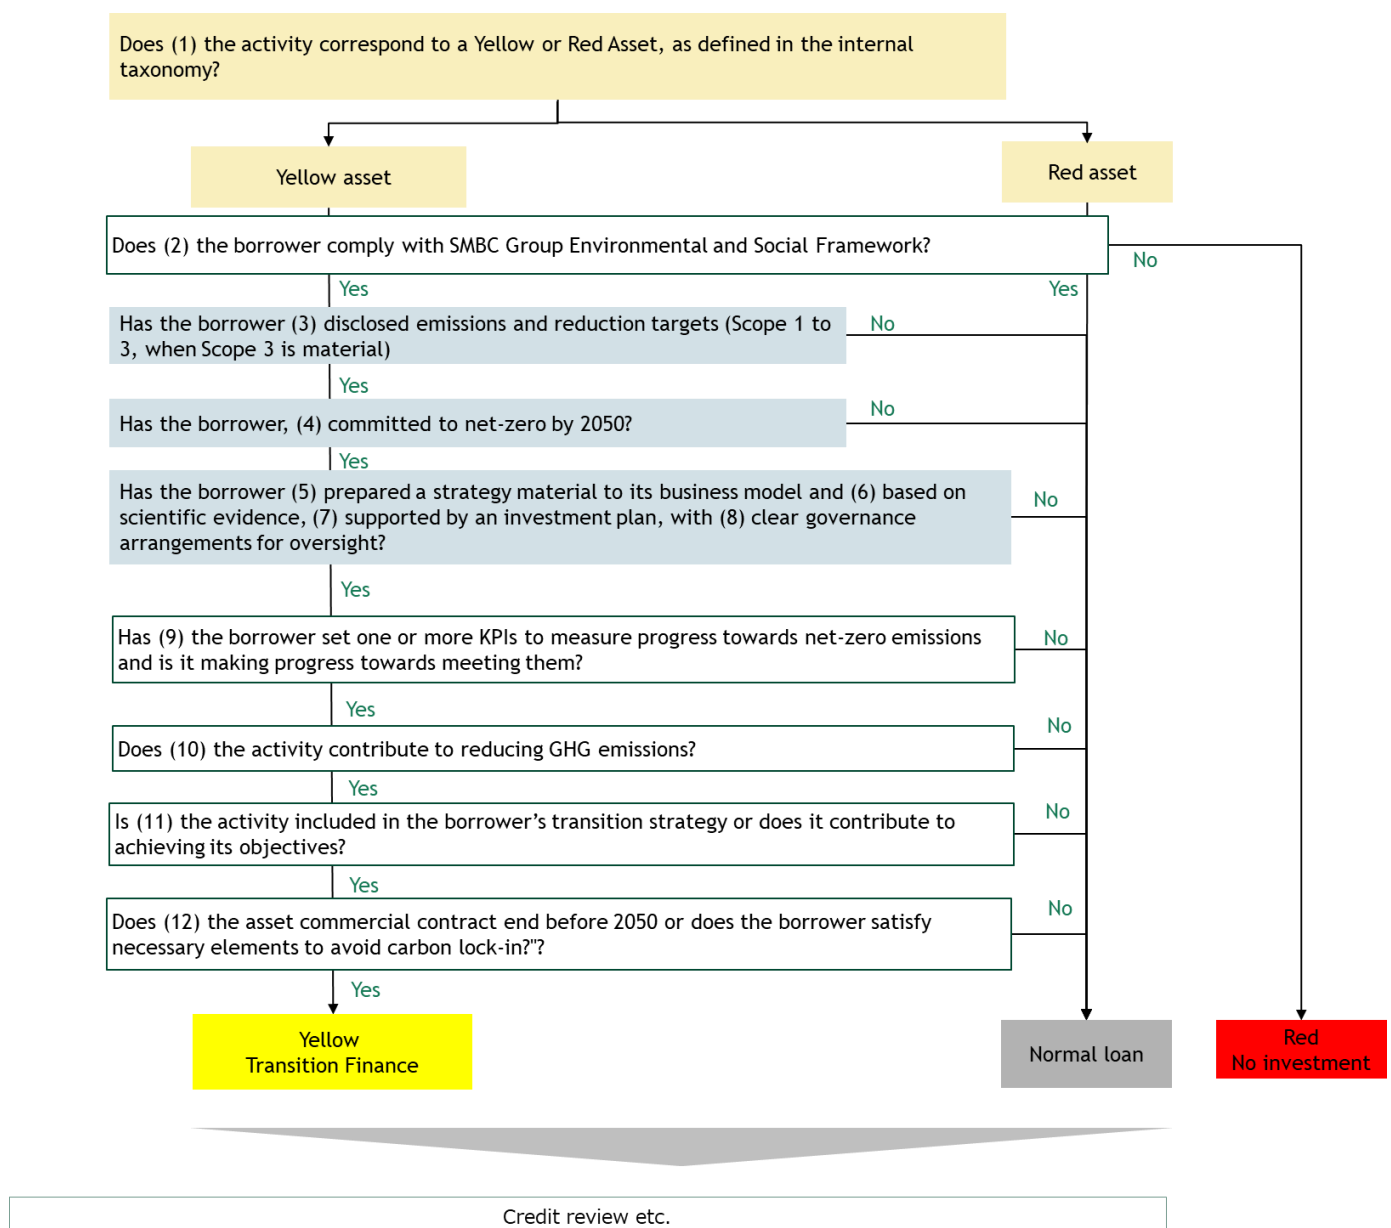 Does (1) the activity correspond to a Yellow or Red Asset, as defined in the internal
taxonomy?
Yellow asset
Red asset
Does (2) the borrower comply with SMBC Group Environmental and Social Framework?
No
Yes
Yes
Has the borrower (3) disclosed emissions and reduction targets (Scope 1 to
3, when Scope 3 is material)
No
Yes
Has the borrower, (4) committed to net-zero by 2050?
No
Yes
Has the borrower (5) prepared a strategy material to its business model and (6) based on
scientific evidence, (7) supported by an investment plan, with (8) clear governance
arrangements for oversight?
No
Yes
Has (9) the borrower set one or more KPIs to measure progress towards net-zero emissions
and is it making progress towards meeting them?
No
Yes
Does (10) the activity contribute to reducing GHG emissions?
No
Yes
Is (11) the activity included in the borrower’s transition strategy or does it contribute to
achieving its objectives?
No
Yes
Does (12) the asset commercial contract end before 2050 or does the borrower satisfy
necessary elements to avoid carbon lock-in?"?
No
Yes
Yellow
Transition Finance
Normal loan
Red
No investment
Credit review etc.